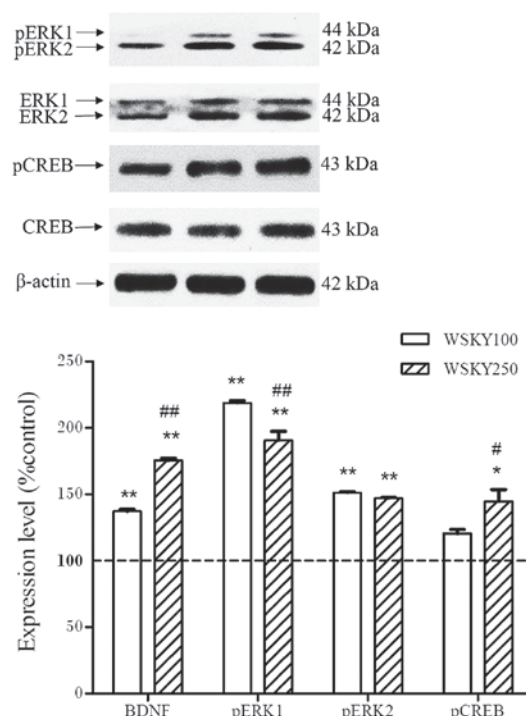 pERK1 44 kDa
pERK2 42 kDa
ERK1 44 kDa
ERK2 42 kDa
pCREB 43 kDa
CREB 43 kDa
β-actin 42 kDa
WSKY100
WSKY250
Expression level (%control)
250
200
150
100
50
0
** ## **
** ## **
** **
# *
BDNF pERK1 pERK2 pCREB